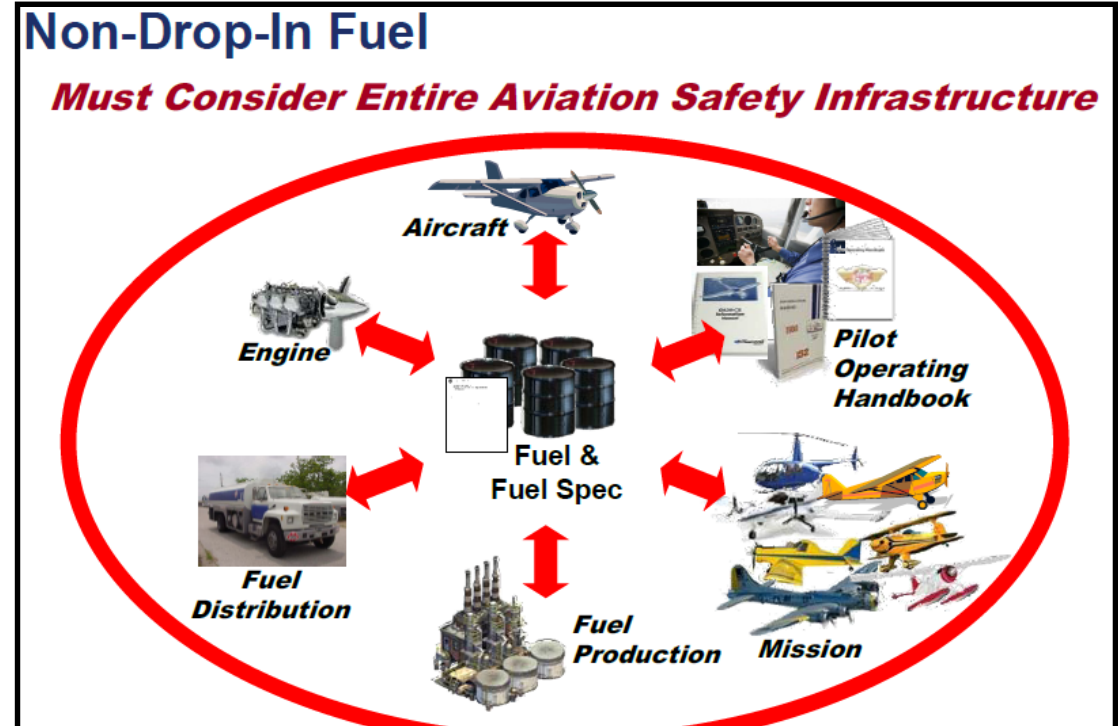 Non-Drop-In Fuel
Must Consider Entire Aviation Safety Infrastructure
Aircraft
Engine
Pilot
Operating
Handbook
Fuel &
Fuel Spec
Fuel
Distribution
Fuel
Production
Mission